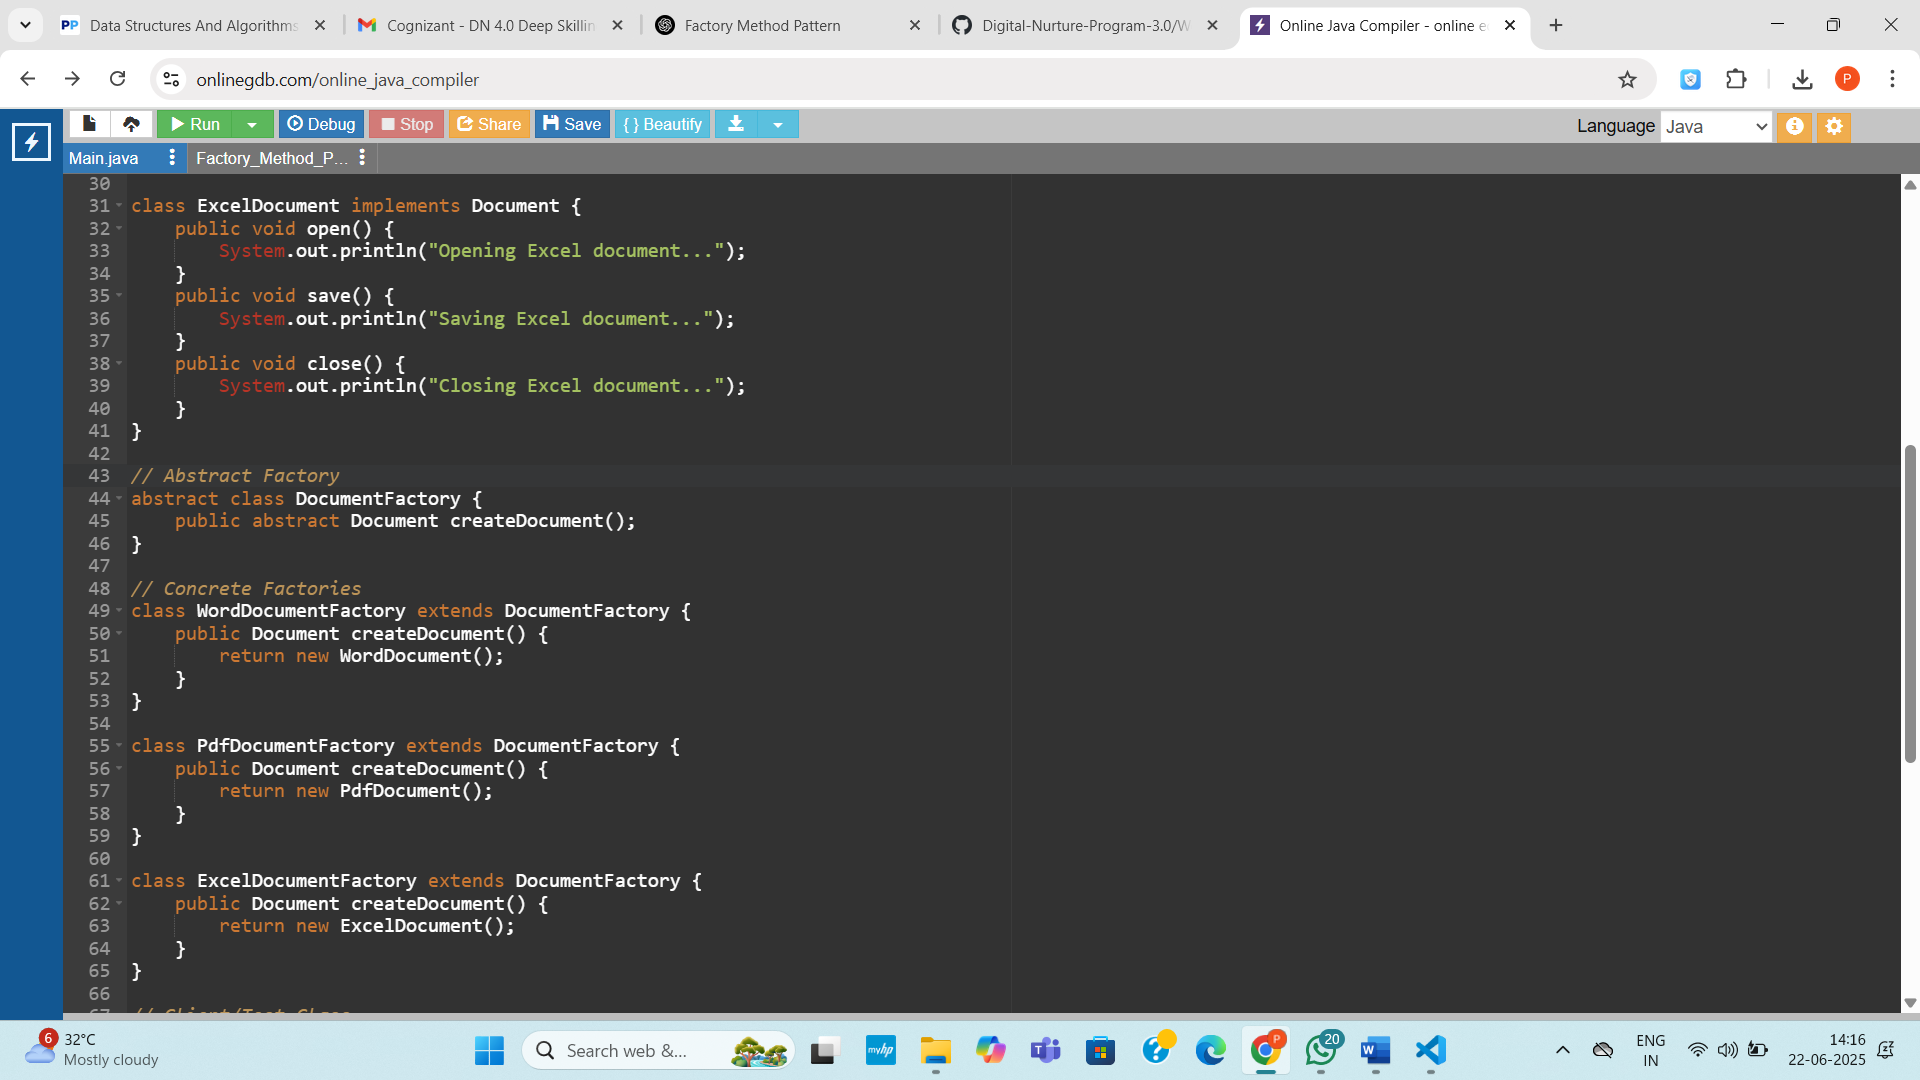 Data Structures And Algorithms
Cognizant - DN 4.0 Deep Skillin
Factory Method Pattern
Digital-Nurture-Program-3.0/W
Online Java Compiler - online e
onlinegdb.com/online_java_compiler
P
Run
Debug
Stop
Share
Save
{ } Beautify
Language
Java
Main.java
Factory_Method_P...
30
31 class ExcelDocument implements Document {
32     public void open() {
33         System.out.println("Opening Excel document...");
34     }
35     public void save() {
36         System.out.println("Saving Excel document...");
37     }
38     public void close() {
39         System.out.println("Closing Excel document...");
40     }
41 }
42
43 // Abstract Factory
44 abstract class DocumentFactory {
45     public abstract Document createDocument();
46 }
47
48 // Concrete Factories
49 class WordDocumentFactory extends DocumentFactory {
50     public Document createDocument() {
51         return new WordDocument();
52     }
53 }
54
55 class PdfDocumentFactory extends DocumentFactory {
56     public Document createDocument() {
57         return new PdfDocument();
58     }
59 }
60
61 class ExcelDocumentFactory extends DocumentFactory {
62     public Document createDocument() {
63         return new ExcelDocument();
64     }
65 }
66
67 // Client/Test Class
6
32°C
Mostly cloudy
Search web &...
myhp
20
ENG
IN
14:16
22-06-2025